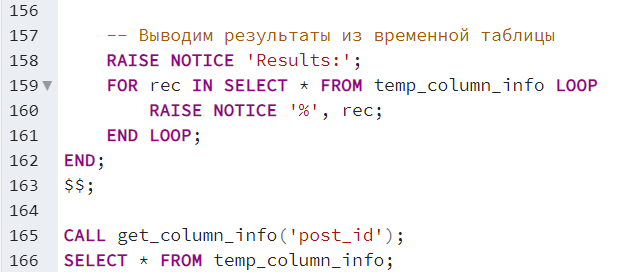 156
157     -- Выводим результаты из временной таблицы
158     RAISE NOTICE 'Results:';
159     FOR rec IN SELECT * FROM temp_column_info LOOP
160         RAISE NOTICE '%', rec;
161     END LOOP;
162 END;
163 $$;
164
165 CALL get_column_info('post_id');
166 SELECT * FROM temp_column_info;